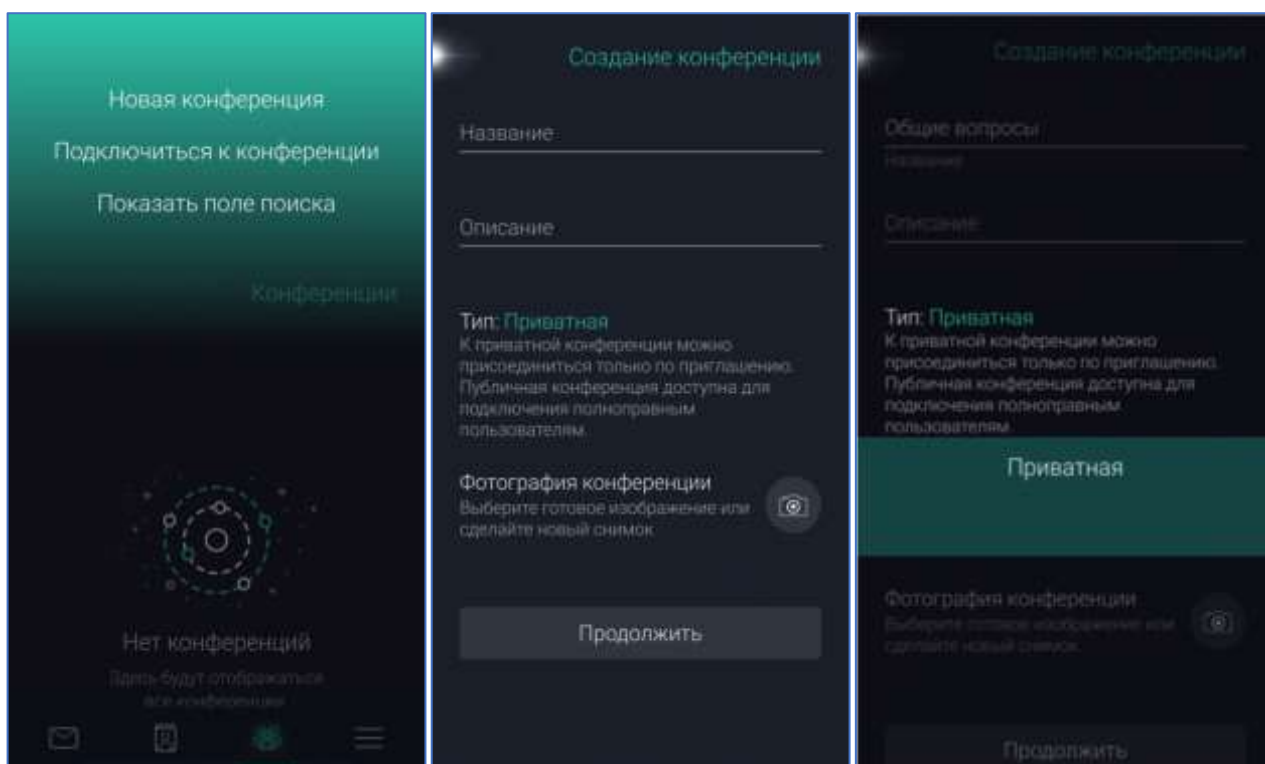 Новая конференция
Подключиться к конференции
Показать поле поиска
Конференции
Нет конференций
Здесь будут отображаться
все конференции
Создание конференции
Название
Описание
Тип: Приватная
К приватной конференции можно
присоединиться только по приглашению.
Публичная конференция доступна для
подключения полноправным
пользователям.
Фотография конференции
Выберите готовое изображение или
сделайте новый снимок
Продолжить
Создание конференции
Общие вопросы
Название
Описание
Тип: Приватная
К приватной конференции можно
присоединиться только по приглашению.
Публичная конференция доступна для
подключения полноправным
пользователям.
Приватная
Фотография конференции
Выберите готовое изображение или
сделайте новый снимок
Продолжить